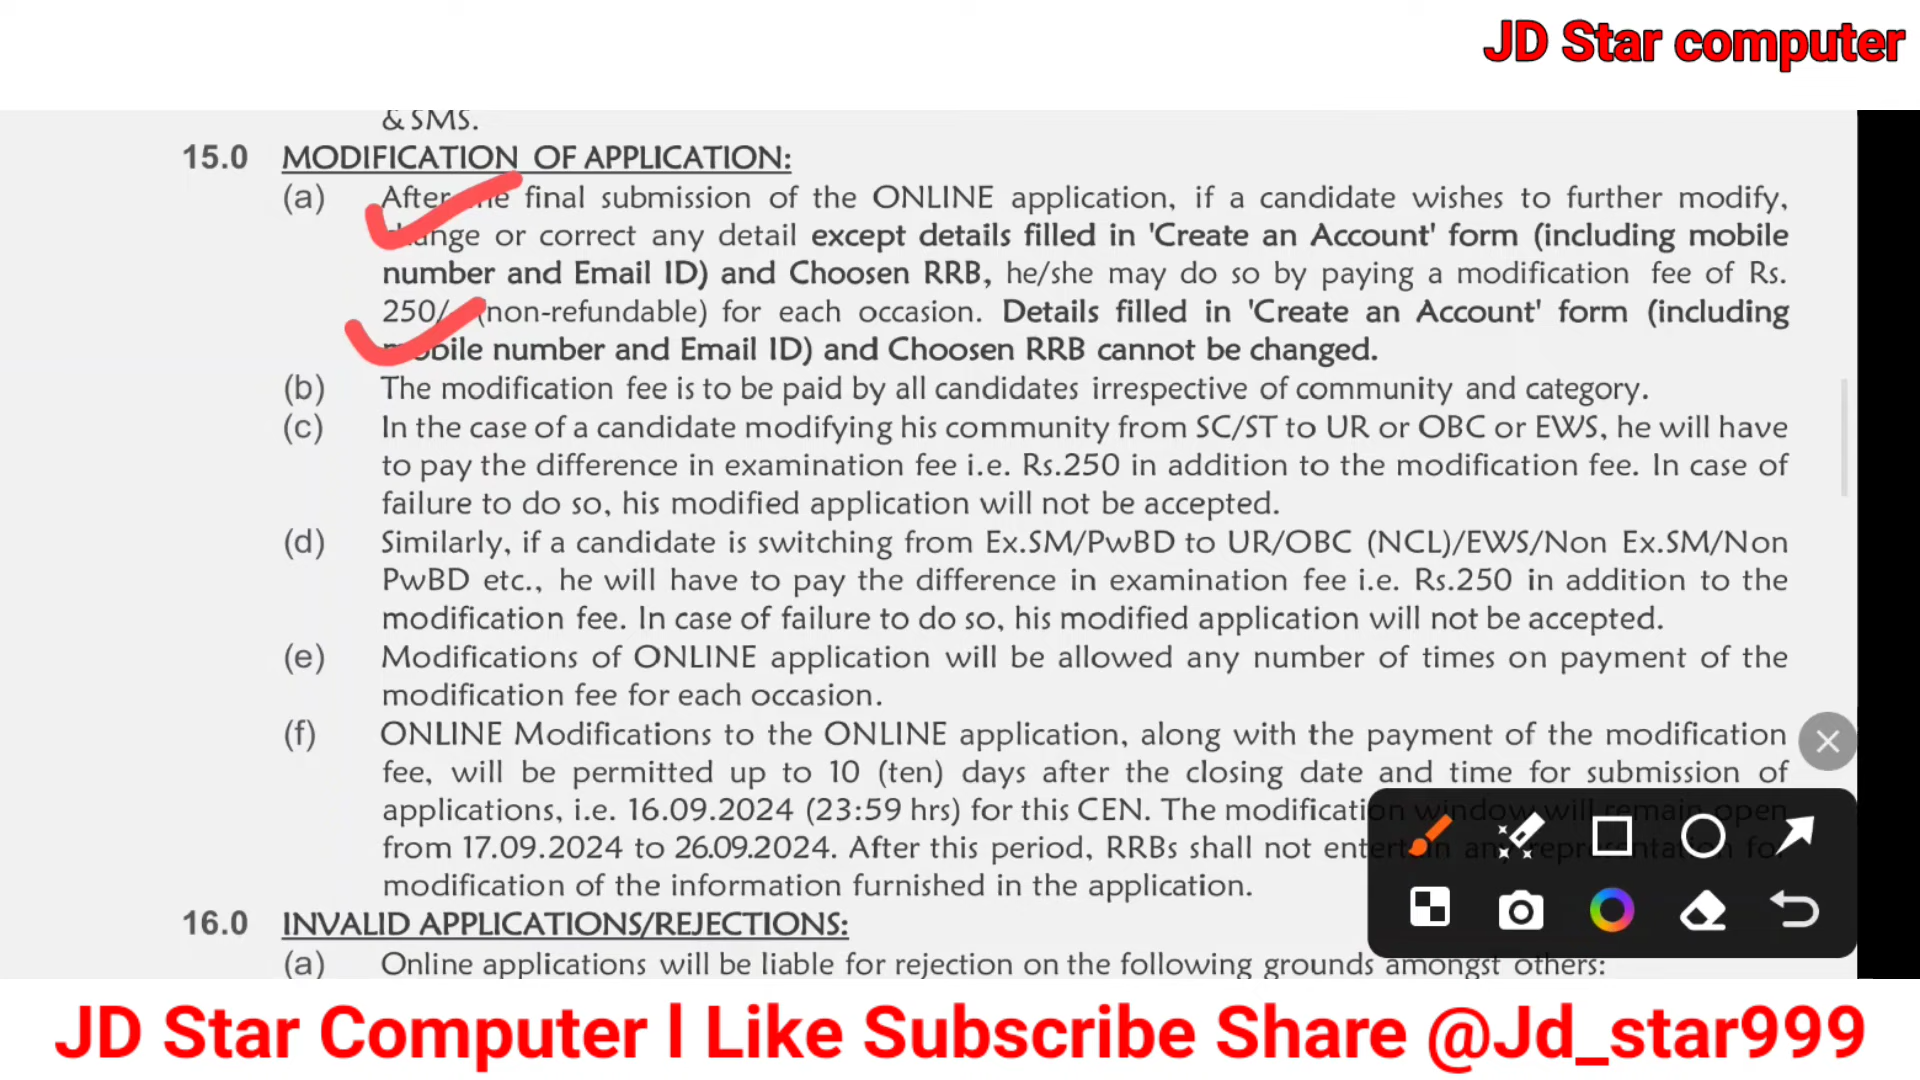 JD Star computer
& SMS.
15.0 MODIFICATION OF APPLICATION:
(a) After the final submission of the ONLINE application, if a candidate wishes to further modify,
change or correct any detail except details filled in 'Create an Account' form (including mobile
number and Email ID) and Choosen RRB, he/she may do so by paying a modification fee of Rs.
250/- (non-refundable) for each occasion. Details filled in 'Create an Account' form (including
mobile number and Email ID) and Choosen RRB cannot be changed.
(b) The modification fee is to be paid by all candidates irrespective of community and category.
(c) In the case of a candidate modifying his community from SC/ST to UR or OBC or EWS, he will have
to pay the difference in examination fee i.e. Rs.250 in addition to the modification fee. In case of
failure to do so, his modified application will not be accepted.
(d) Similarly, if a candidate is switching from Ex.SM/PwBD to UR/OBC (NCL)/EWS/Non Ex.SM/Non
PwBD etc., he will have to pay the difference in examination fee i.e. Rs.250 in addition to the
modification fee. In case of failure to do so, his modified application will not be accepted.
(e) Modifications of ONLINE application will be allowed any number of times on payment of the
modification fee for each occasion.
(f) ONLINE Modifications to the ONLINE application, along with the payment of the modification
fee, will be permitted up to 10 (ten) days after the closing date and time for submission of
applications, i.e. 16.09.2024 (23:59 hrs) for this CEN. The modification window will remain open
from 17.09.2024 to 26.09.2024. After this period, RRBs shall not entertain any representation for
modification of the information furnished in the application.
16.0 INVALID APPLICATIONS/REJECTIONS:
(a) Online applications will be liable for rejection on the following grounds amongst others:
JD Star Computer l Like Subscribe Share @Jd_star999